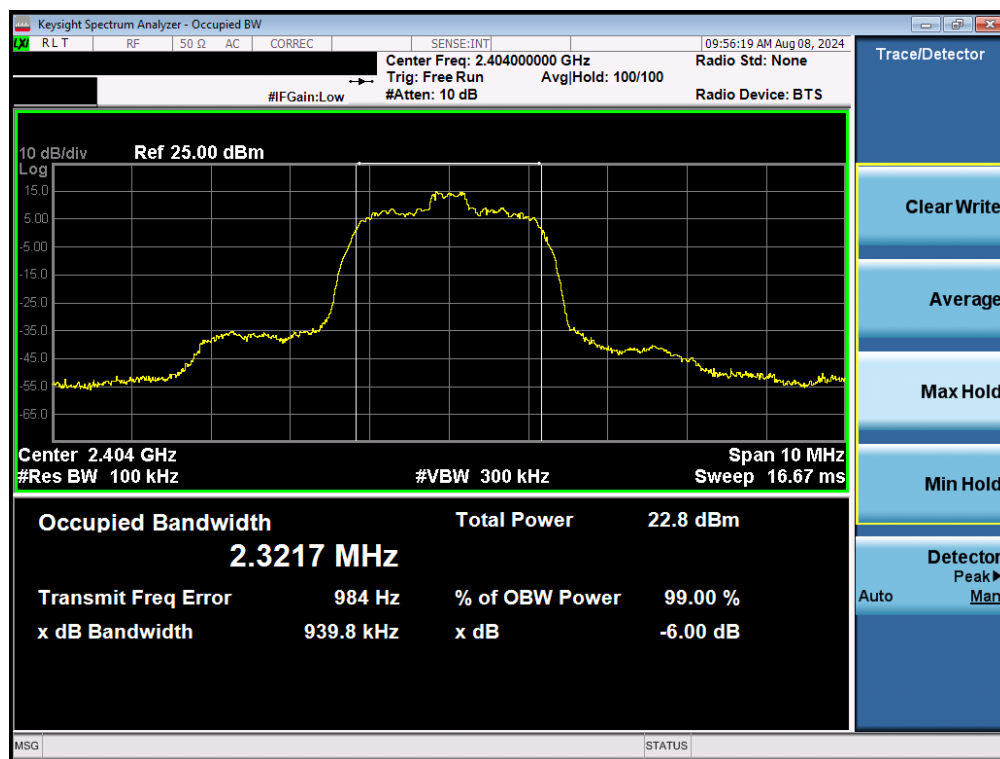 Keysight Spectrum Analyzer - Occupied BW
LXI RLT RF 50 Ω AC CORREC SENSE:INT 09:56:19 AM Aug 08, 2024
Center Freq: 2.404000000 GHz Radio Std: None
Trig: Free Run Avg|Hold: 100/100
#IFGain:Low #Atten: 10 dB Radio Device: BTS
10 dB/div Ref 25.00 dBm
Log
15.0
5.00
-5.00
-15.0
-25.0
-35.0
-45.0
-55.0
-65.0
Center 2.404 GHz Span 10 MHz
#Res BW 100 kHz #VBW 300 kHz Sweep 16.67 ms
Occupied Bandwidth Total Power 22.8 dBm
2.3217 MHz
Transmit Freq Error 984 Hz % of OBW Power 99.00 %
x dB Bandwidth 939.8 kHz x dB -6.00 dB
Trace/Detector
Clear Write
Average
Max Hold
Min Hold
Detector
Peak
Auto Man
MSG STATUS